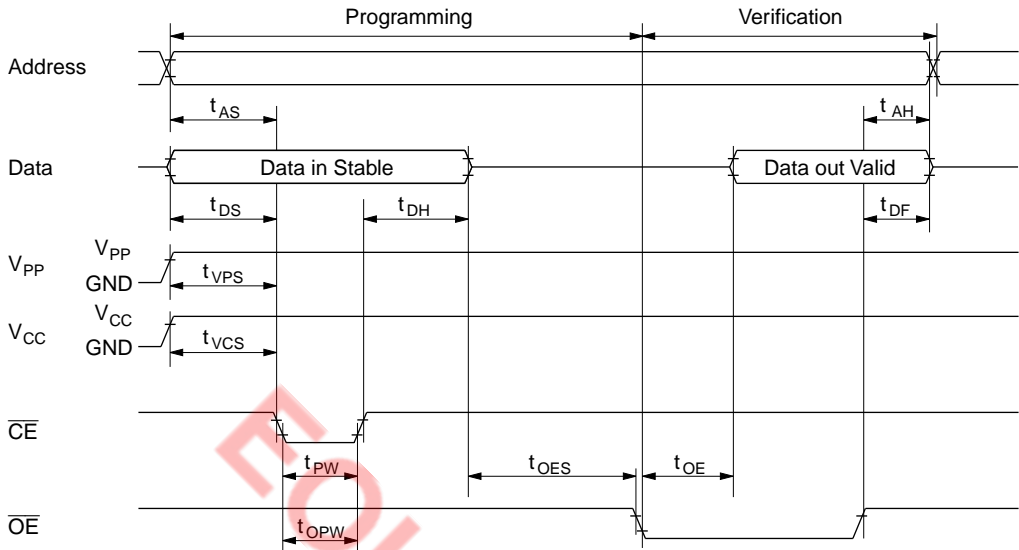 Programming
Verification
Address
tAS
tAH
Data
Data in Stable
Data out Valid
tDS
tDH
tDF
VPP
VPP
GND
tVPS
VCC
VCC
GND
tVCS
CE
tPW
tOES
tOE
OE
tOPW